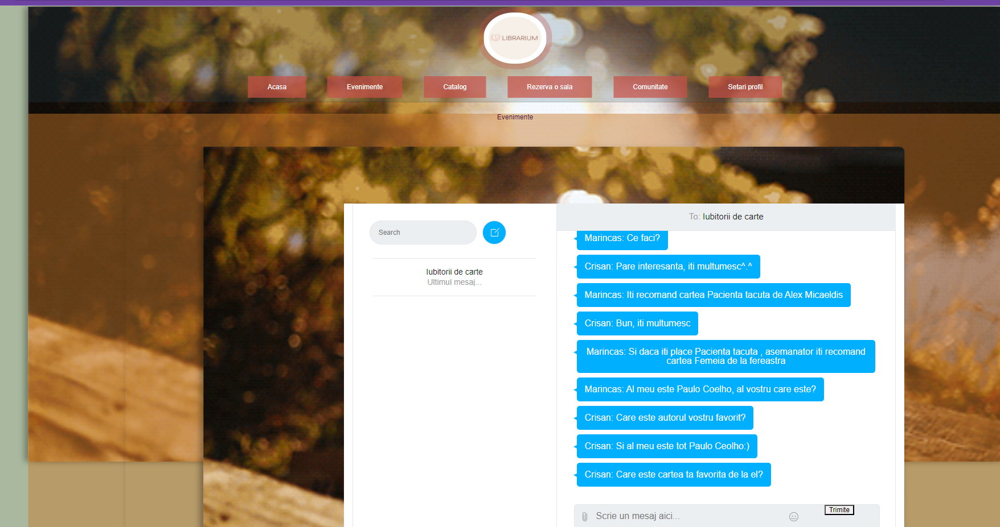 LIBRARIUM
Acasa
Evenimente
Catalog
Rezerva o sala
Comunitate
Setari profil
Evenimente
Search
Iubitorii de carte
Ultimul mesaj...
To: Iubitorii de carte
Marincas: Ce faci?
Crisan: Pare interesanta, iti multumesc^.^
Marincas: Iti recomand cartea Pacienta tacuta de Alex Micaeldis
Crisan: Bun, iti multumesc
Marincas: Si daca iti place Pacienta tacuta , asemanator iti recomand
cartea Femeia de la fereastra
Marincas: Al meu este Paulo Coelho, al vostru care este?
Crisan: Care este autorul vostru favorit?
Crisan: Si al meu este tot Paulo Ceolho:)
Crisan: Care este cartea ta favorita de la el?
Scrie un mesaj aici...
Trimite